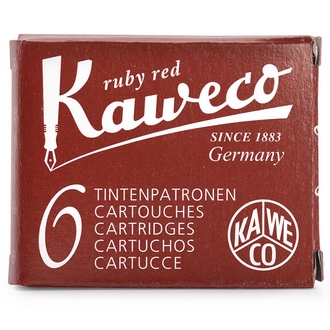 ruby red
Kaweco
SINCE 1883
Germany
6
TINTENPATRONEN
CARTOUCHES
CARTRIDGES
CARTUCHOS
CARTUCCE
KA WE
CO